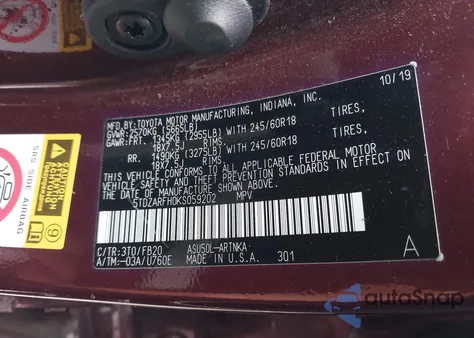 MFD.BY:TOYOTA MOTOR MANUFACTURING, INDIANA, INC. 10/19
GVWR:2570KG (5665LB)
GAWR:FRT. 1345KG (2955LB) WITH 245/60R18 TIRES,
18X7.5J RIMS
RR. 1490KG (3275LB) WITH 245/60R18 TIRES,
18X7.5J RIMS
THIS VEHICLE CONFORMS TO ALL APPLICABLE FEDERAL MOTOR
VEHICLE SAFETY AND THEFT PREVENTION STANDARDS IN EFFECT ON
THE DATE OF MANUFACTURE SHOWN ABOVE.
5TDZARFH0KS059202 MPV
C/TR:3T0/FB20 ASU50L-ARTNKA
A/TM:-03A/U760E MADE IN U.S.A. 301 A
SRS SIDE AIRBAG
autoSnap